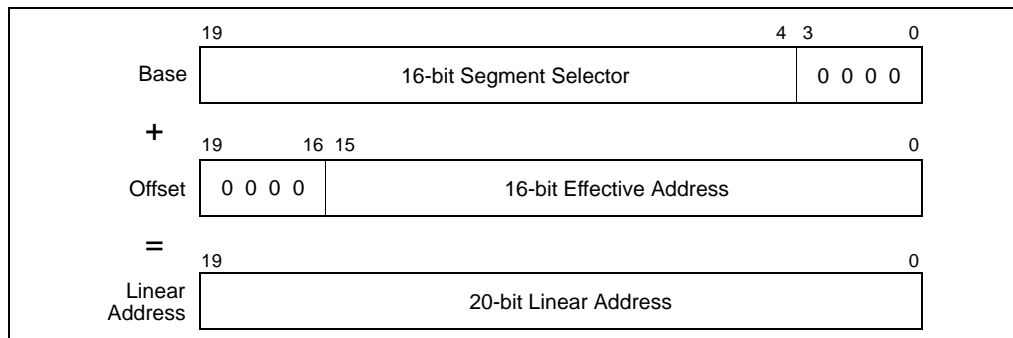 19 4 3 0
Base 16-bit Segment Selector 0 0 0 0
+
19 16 15 0
Offset 0 0 0 0 16-bit Effective Address
=
19 0
Linear
Address 20-bit Linear Address